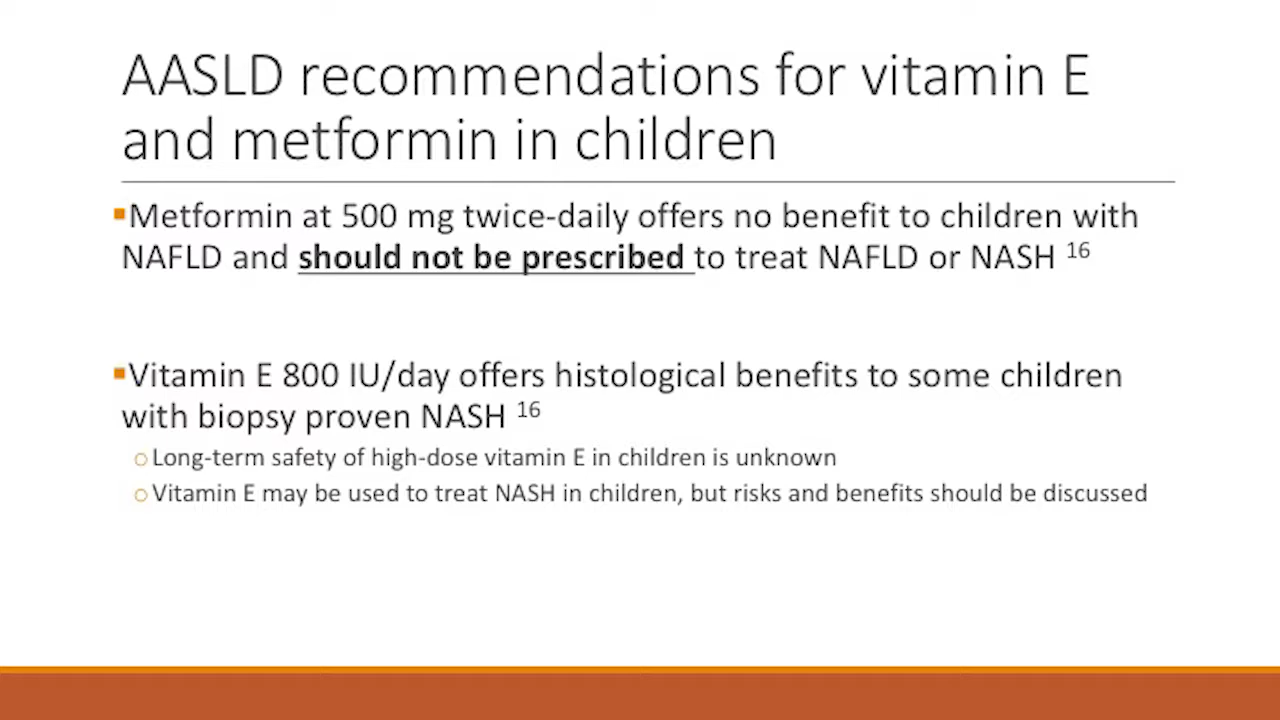 AASLD recommendations for vitamin E
and metformin in children
▪Metformin at 500 mg twice-daily offers no benefit to children with
NAFLD and should not be prescribed to treat NAFLD or NASH 16
▪Vitamin E 800 IU/day offers histological benefits to some children
with biopsy proven NASH 16
○Long-term safety of high-dose vitamin E in children is unknown
○Vitamin E may be used to treat NASH in children, but risks and benefits should be discussed